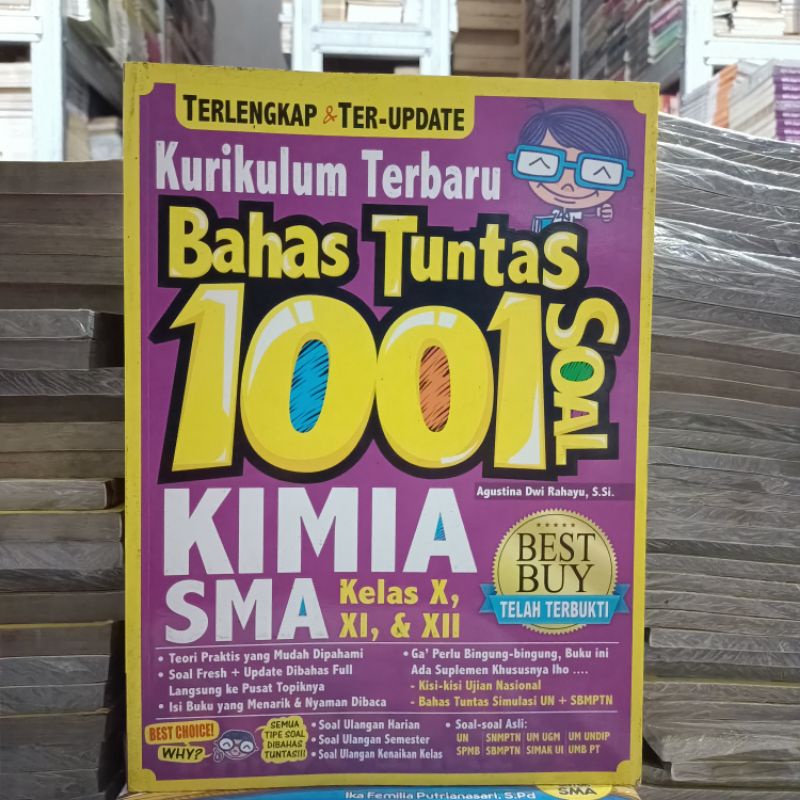 TERLENGKAP & TER-UPDATE
Kurikulum Terbaru
Bahas Tuntas
1001 SOAL
Agustina Dwi Rahayu, S.Si.
KIMIA
SMA Kelas X,
XI, & XII
BEST
BUY
TELAH TERBUKTI
• Teori Praktis yang Mudah Dipahami
• Soal Fresh + Update Dibahas Full
Langsung ke Pusat Topiknya
• Isi Buku yang Menarik & Nyaman Dibaca
• Ga' Perlu Bingung-bingung, Buku ini
Ada Suplemen Khususnya lho ....
- Kisi-kisi Ujian Nasional
- Bahas Tuntas Simulasi UN + SBMPTN
BEST CHOICE!
WHY?
SEMUA
TIPE SOAL
DIBAHAS
TUNTAS!!!
• Soal Ulangan Harian
• Soal Ulangan Semester
• Soal Ulangan Kenaikan Kelas
• Soal-soal Asli:
UN | SNMPTN | UM UGM | UM UNDIP
SPMB | SBMPTN | SIMAK UI | UMB PT
Ika Femilia Putrianasari, S.Pd
SMA